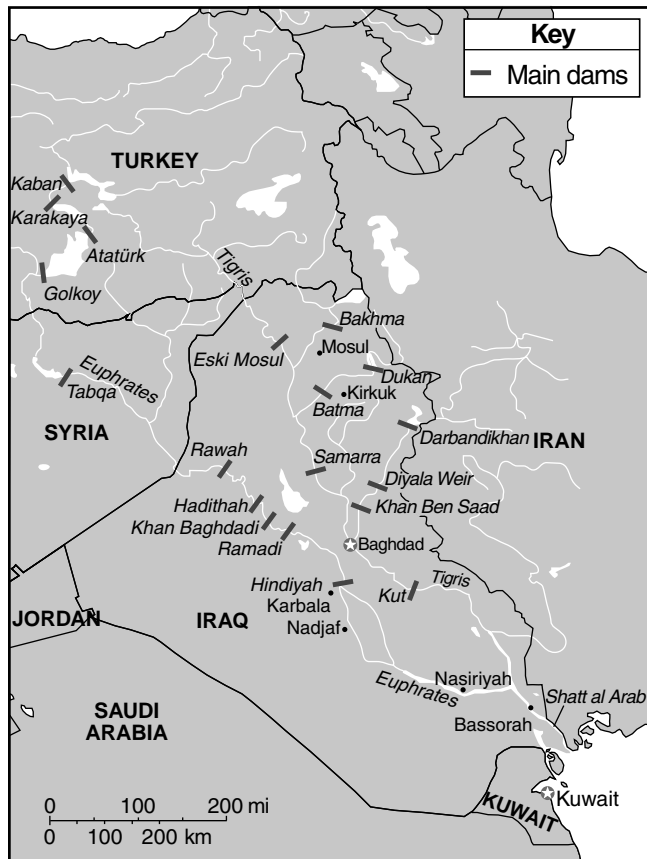 Key
Main dams
TURKEY
Kaban
Karakaya
Atatürk
Golkoy
Tigris
Bakhma
Eski Mosul
Mosul
Dukan
Euphrates
Tabqa
Batma
Kirkuk
SYRIA
Darbandikhan
IRAN
Rawah
Samarra
Diyala Weir
Hadithah
Khan Ben Saad
Khan Baghdadi
Ramadi
Baghdad
Hindiyah
Tigris
Karbala
Kut
JORDAN
IRAQ
Nadjaf
Nasiriyah
Euphrates
Shatt al Arab
SAUDI
ARABIA
Bassorah
KUWAIT
Kuwait
0 100 200 mi
0 100 200 km